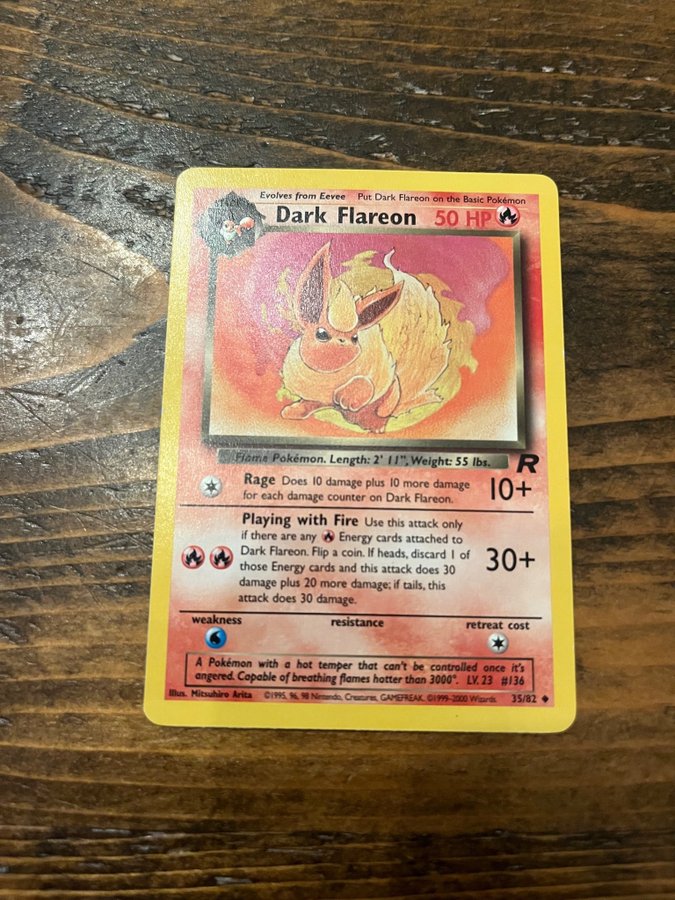 Evolves from Eevee Put Dark Flareon on the Basic Pokémon
Dark Flareon 50 HP
Flame Pokémon. Length: 2' 11", Weight: 55 lbs.
R
Rage Does 10 damage plus 10 more damage
for each damage counter on Dark Flareon.
10+
Playing with Fire Use this attack only
if there are any Energy cards attached to
Dark Flareon. Flip a coin. If heads, discard 1 of
those Energy cards and this attack does 30
damage plus 20 more damage; if tails, this
attack does 30 damage.
30+
weakness resistance retreat cost
A Pokémon with a hot temper that can't be controlled once it's
angered. Capable of breathing flames hotter than 3000°. LV. 23 #136
Illus. Mitsuhiro Arita ©1995, 96, 98 Nintendo, Creatures, GAMEFREAK. ©1999-2000 Wizards. 35/82